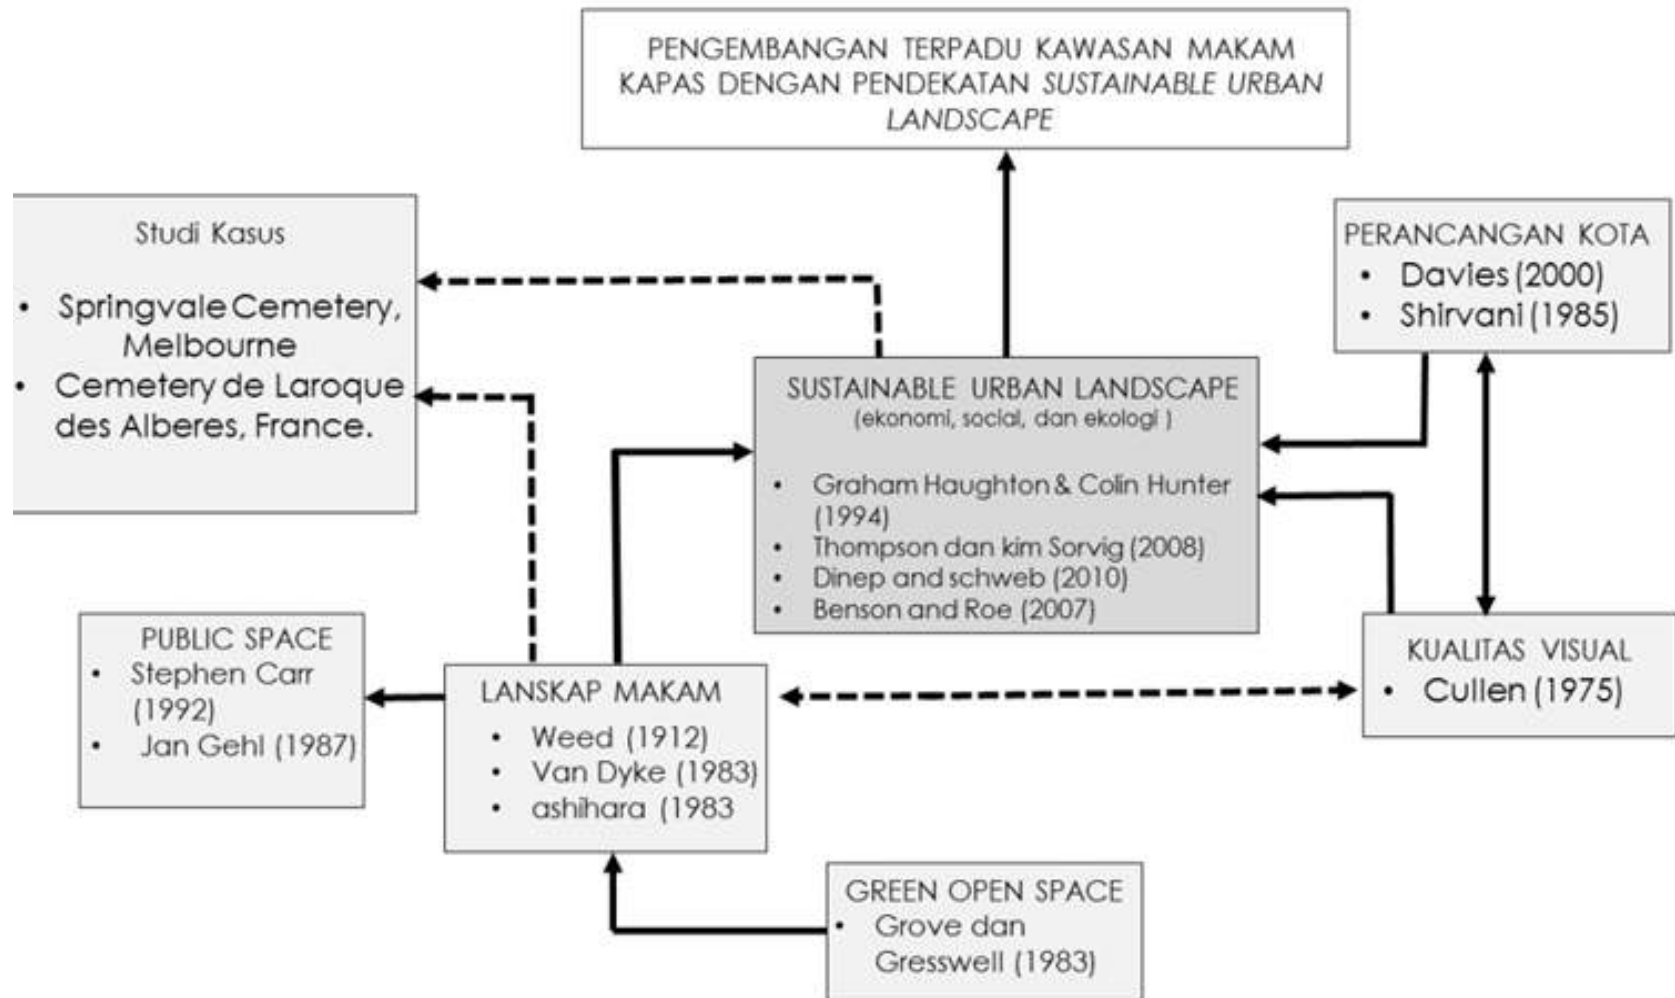 PENGEMBANGAN TERPADU KAWASAN MAKAM
KAPAS DENGAN PENDEKATAN SUSTAINABLE URBAN
LANDSCAPE
Studi Kasus
• Springvale Cemetery,
Melbourne
• Cemetery de Laroque
des Alberes, France.
PERANCANGAN KOTA
• Davies (2000)
• Shirvani (1985)
SUSTAINABLE URBAN LANDSCAPE
(ekonomi, social, dan ekologi )
• Graham Haughton & Colin Hunter
(1994)
• Thompson dan kim Sorvig (2008)
• Dinep and schweb (2010)
• Benson and Roe (2007)
PUBLIC SPACE
• Stephen Carr
(1992)
• Jan Gehl (1987)
LANSKAP MAKAM
• Weed (1912)
• Van Dyke (1983)
• ashihara (1983
KUALITAS VISUAL
• Cullen (1975)
GREEN OPEN SPACE
• Grove dan
Gresswell (1983)